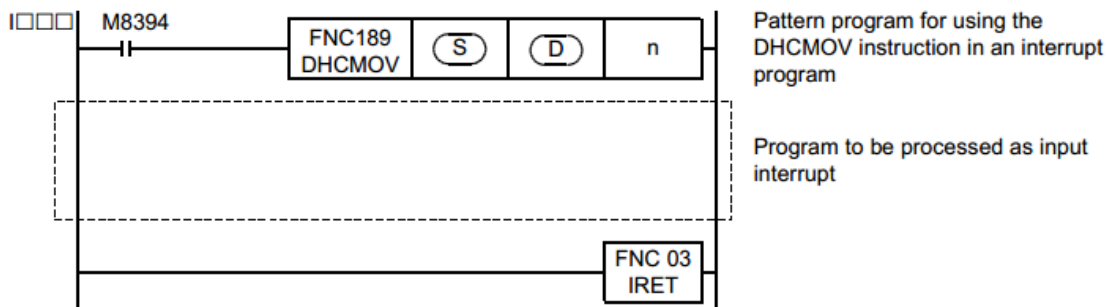 I□□□ M8394
FNC189
DHCMOV
S
D
n
Pattern program for using the
DHCMOV instruction in an interrupt
program
Program to be processed as input
interrupt
FNC 03
IRET